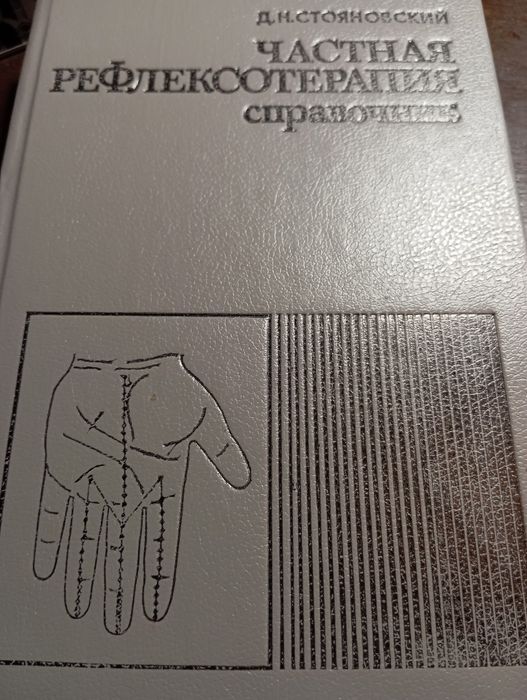 Д.Н.СТОЯНОВСКИЙ
ЧАСТНАЯ
РЕФЛЕКСОТЕРАПИЯ
справочник